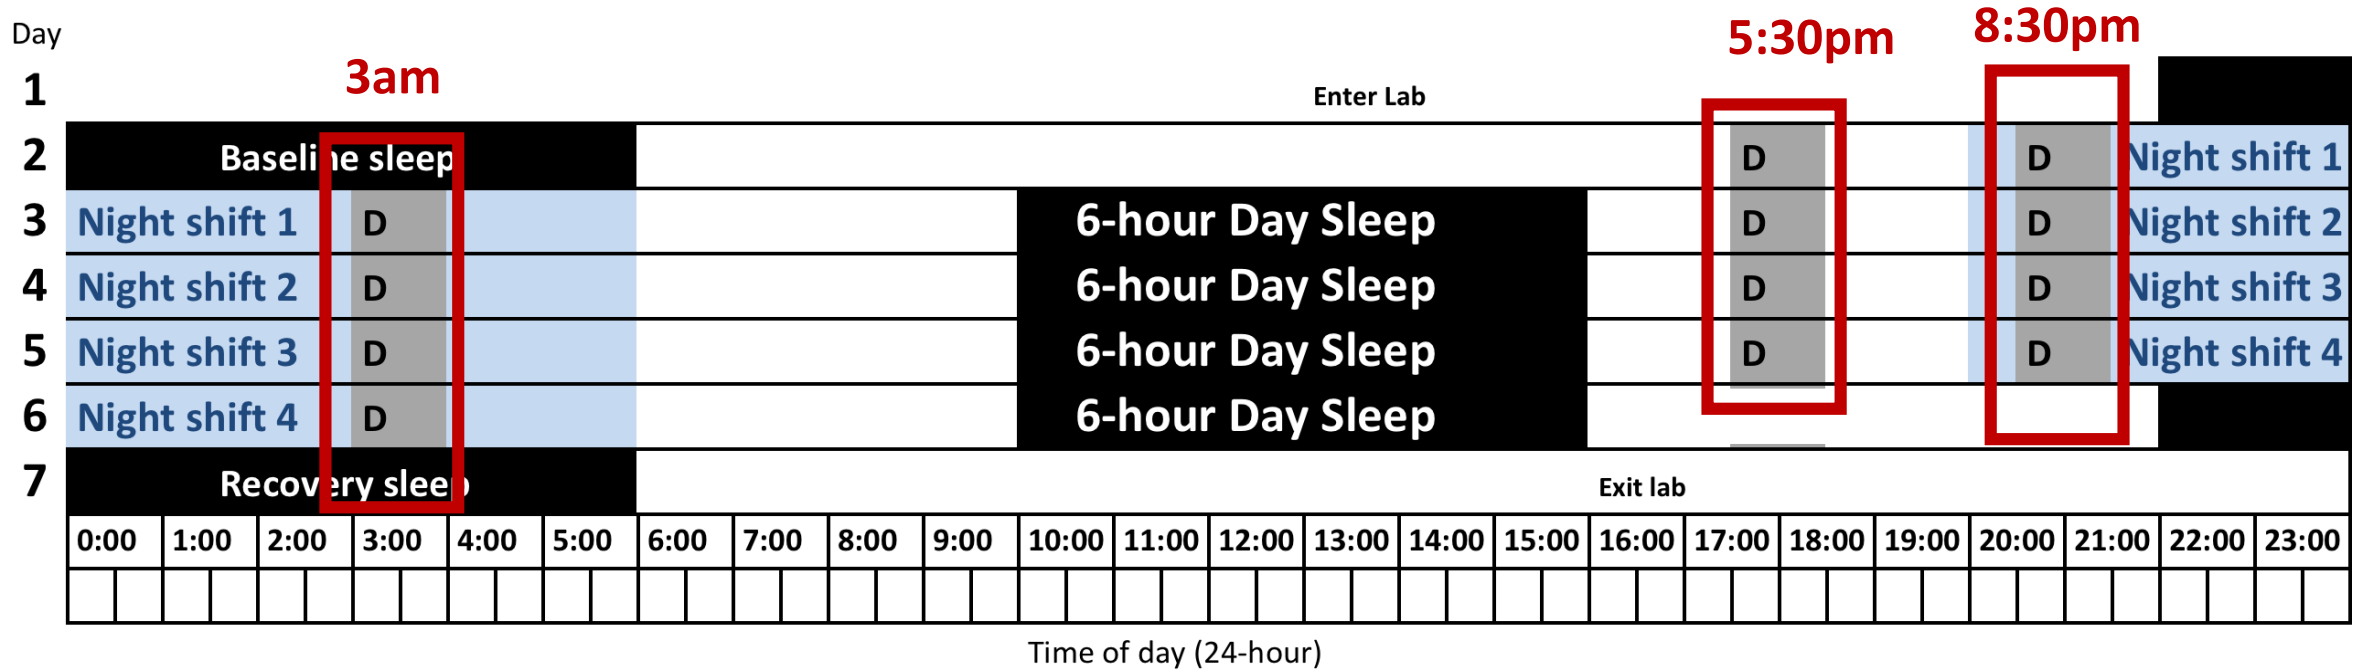 Day
3am
5:30pm
8:30pm
1 Enter Lab
2 Baseline sleep D D Night shift 1
3 Night shift 1 D 6-hour Day Sleep D D Night shift 2
4 Night shift 2 D 6-hour Day Sleep D D Night shift 3
5 Night shift 3 D 6-hour Day Sleep D D Night shift 4
6 Night shift 4 D 6-hour Day Sleep
7 Recovery sleep Exit lab
0:00 1:00 2:00 3:00 4:00 5:00 6:00 7:00 8:00 9:00 10:00 11:00 12:00 13:00 14:00 15:00 16:00 17:00 18:00 19:00 20:00 21:00 22:00 23:00
Time of day (24-hour)